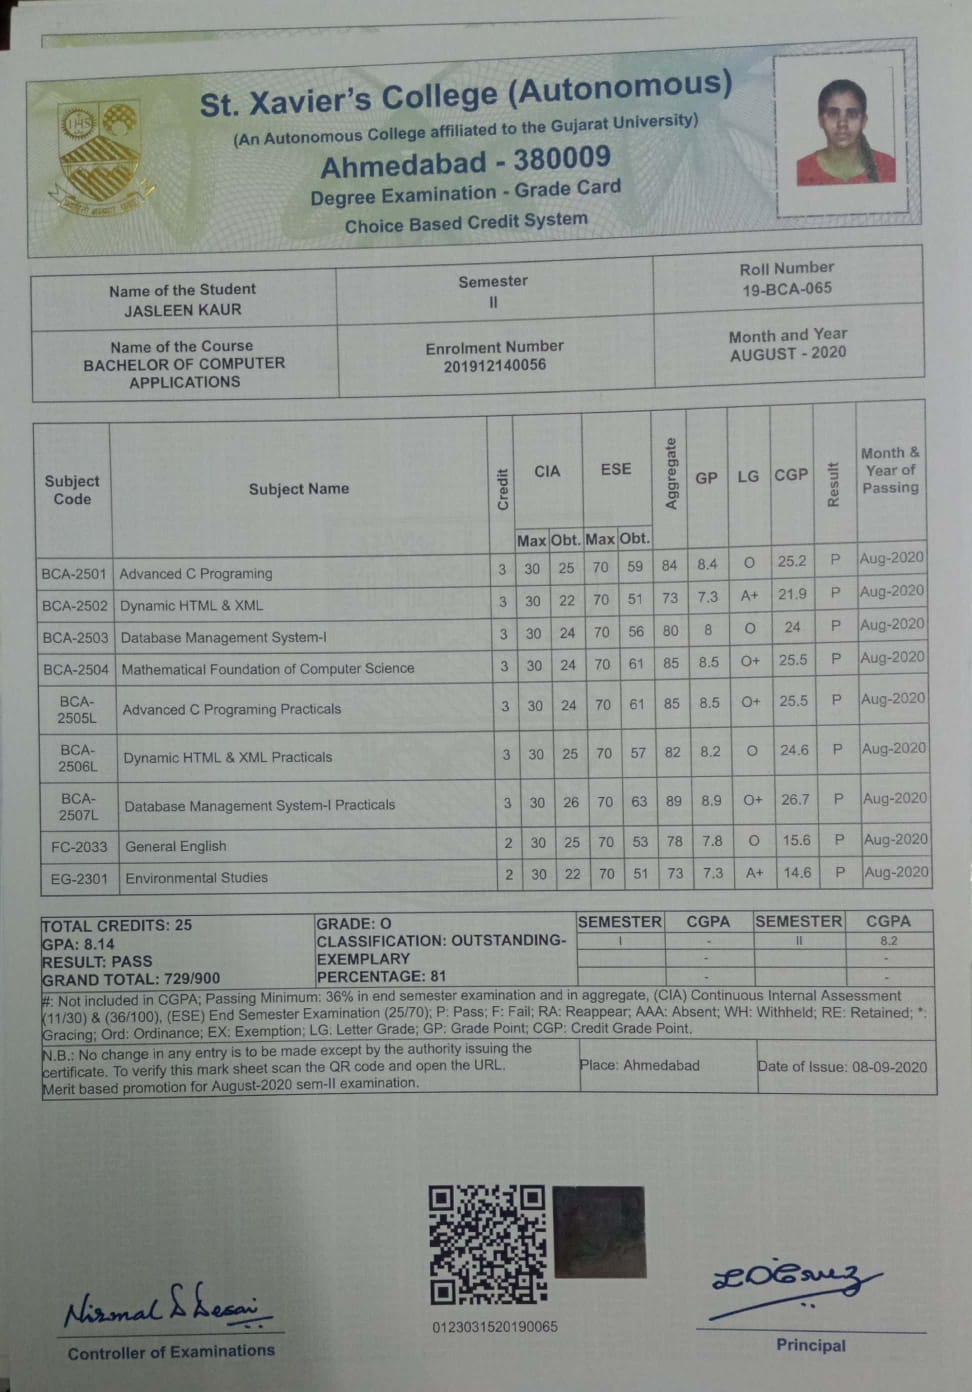 St. Xavier's College (Autonomous)
(An Autonomous College affiliated to the Gujarat University)
Ahmedabad - 380009
Degree Examination - Grade Card
Choice Based Credit System
Name of the Student
JASLEEN KAUR
Semester
II
Roll Number
19-BCA-065
Name of the Course
BACHELOR OF COMPUTER
APPLICATIONS
Enrolment Number
201912140056
Month and Year
AUGUST - 2020
Subject Code Subject Name Credit CIA ESE Aggregate GP LG CGP Result Month & Year of Passing
Max Obt. Max Obt.
BCA-2501 Advanced C Programing 3 30 25 70 59 84 8.4 O 25.2 P Aug-2020
BCA-2502 Dynamic HTML & XML 3 30 22 70 51 73 7.3 A+ 21.9 P Aug-2020
BCA-2503 Database Management System-I 3 30 24 70 56 80 8 O 24 P Aug-2020
BCA-2504 Mathematical Foundation of Computer Science 3 30 24 70 61 85 8.5 O+ 25.5 P Aug-2020
BCA-2505L Advanced C Programing Practicals 3 30 24 70 61 85 8.5 O+ 25.5 P Aug-2020
BCA-2506L Dynamic HTML & XML Practicals 3 30 25 70 57 82 8.2 O 24.6 P Aug-2020
BCA-2507L Database Management System-I Practicals 3 30 26 70 63 89 8.9 O+ 26.7 P Aug-2020
FC-2033 General English 2 30 25 70 53 78 7.8 O 15.6 P Aug-2020
EG-2301 Environmental Studies 2 30 22 70 51 73 7.3 A+ 14.6 P Aug-2020
TOTAL CREDITS: 25
GPA: 8.14
RESULT: PASS
GRAND TOTAL: 729/900
GRADE: O
CLASSIFICATION: OUTSTANDING-
EXEMPLARY
PERCENTAGE: 81
SEMESTER CGPA SEMESTER CGPA
I - II 8.2
- -
- -
#: Not included in CGPA; Passing Minimum: 36% in end semester examination and in aggregate, (CIA) Continuous Internal Assessment
(11/30) & (36/100), (ESE) End Semester Examination (25/70); P: Pass; F: Fail; RA: Reappear; AAA: Absent; WH: Withheld; RE: Retained; *:
Gracing; Ord: Ordinance; EX: Exemption; LG: Letter Grade; GP: Grade Point; CGP: Credit Grade Point.
N.B.: No change in any entry is to be made except by the authority issuing the
certificate. To verify this mark sheet scan the QR code and open the URL.
Merit based promotion for August-2020 sem-II examination.
Place: Ahmedabad
Date of Issue: 08-09-2020
0123031520190065
Nirmal D Desai
Controller of Examinations
Principal